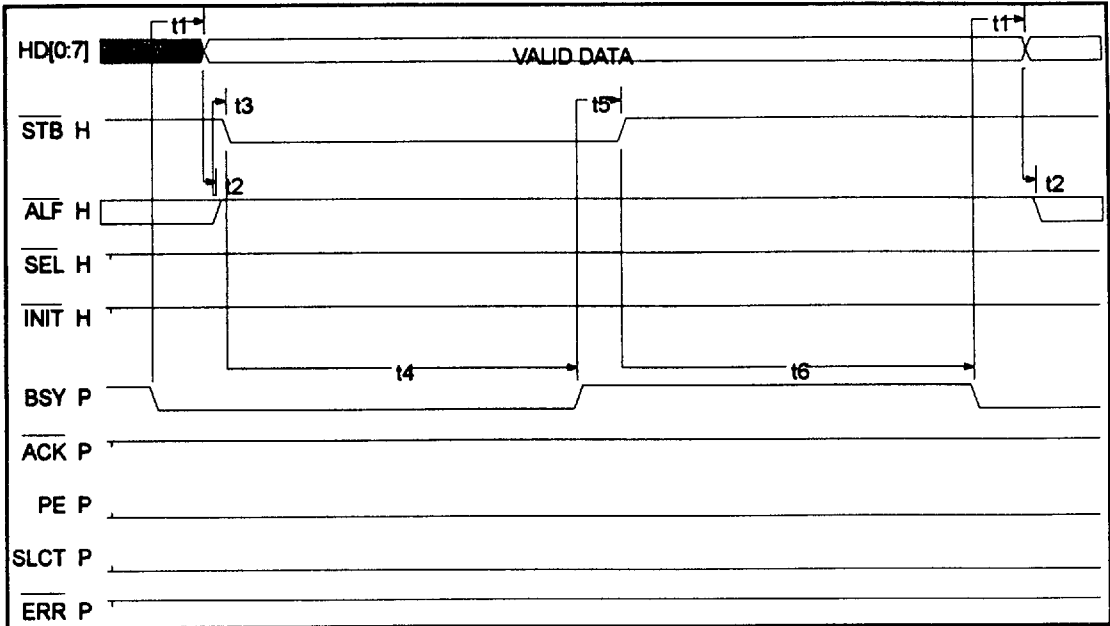 t1 t1
HD[0:7] VALID DATA
t3 t5
STB H
t2 t2
ALF H
SEL H
INIT H
t4 t6
BSY P
ACK P
PE P
SLCT P
ERR P